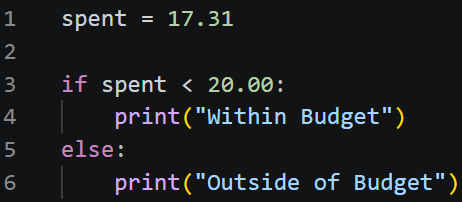 1 spent = 17.31
2
3 if spent < 20.00:
4     print("Within Budget")
5 else:
6     print("Outside of Budget")